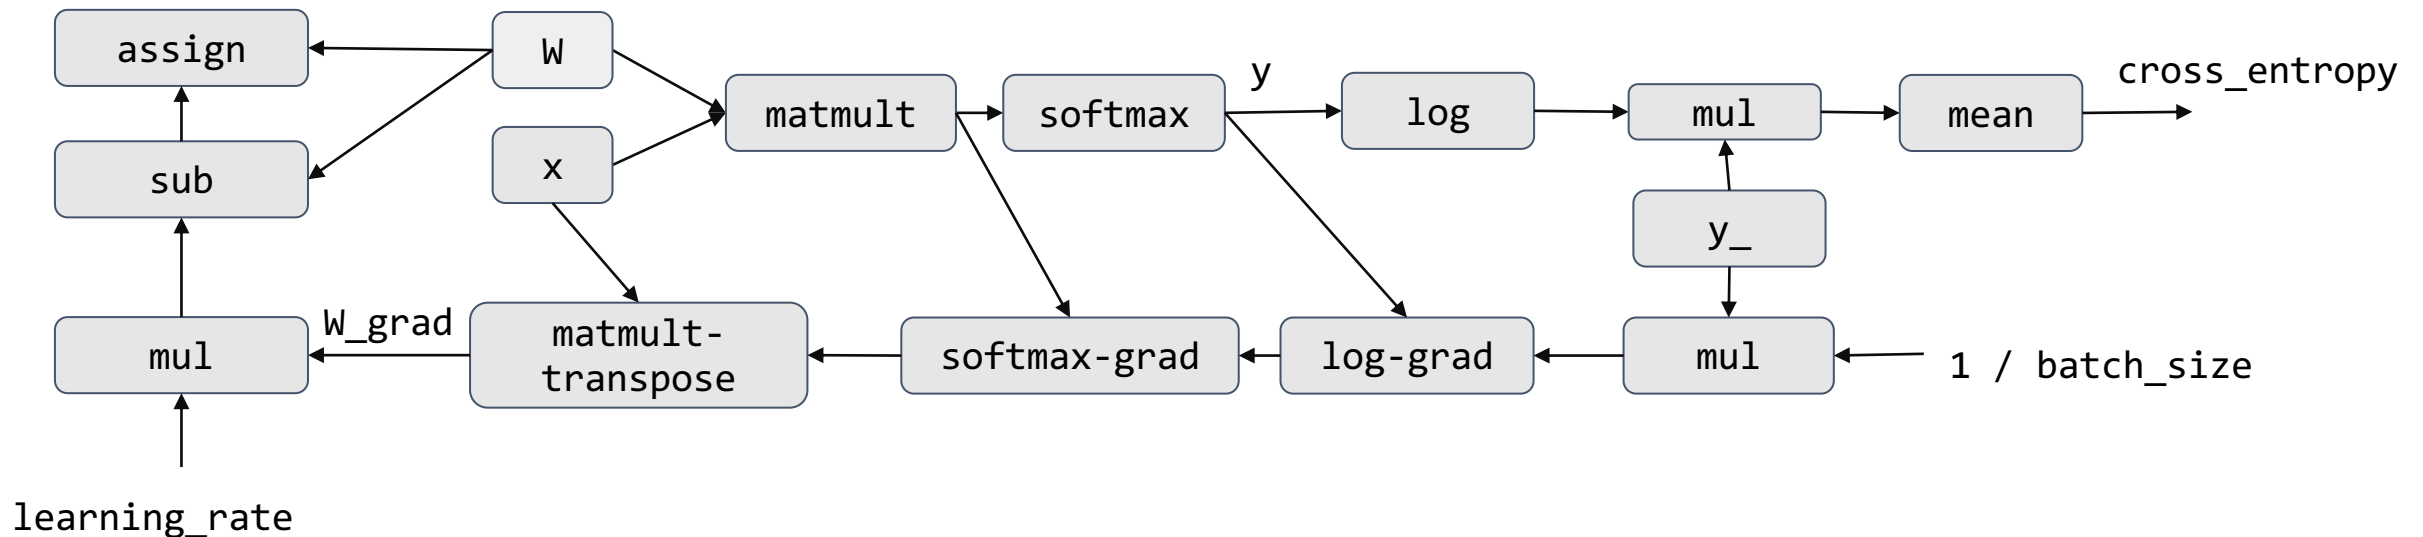 assign
W
matmult
softmax
y
log
mul
mean
cross_entropy
sub
x
y_
mul
W_grad
matmult-
transpose
softmax-grad
log-grad
mul
1 / batch_size
learning_rate